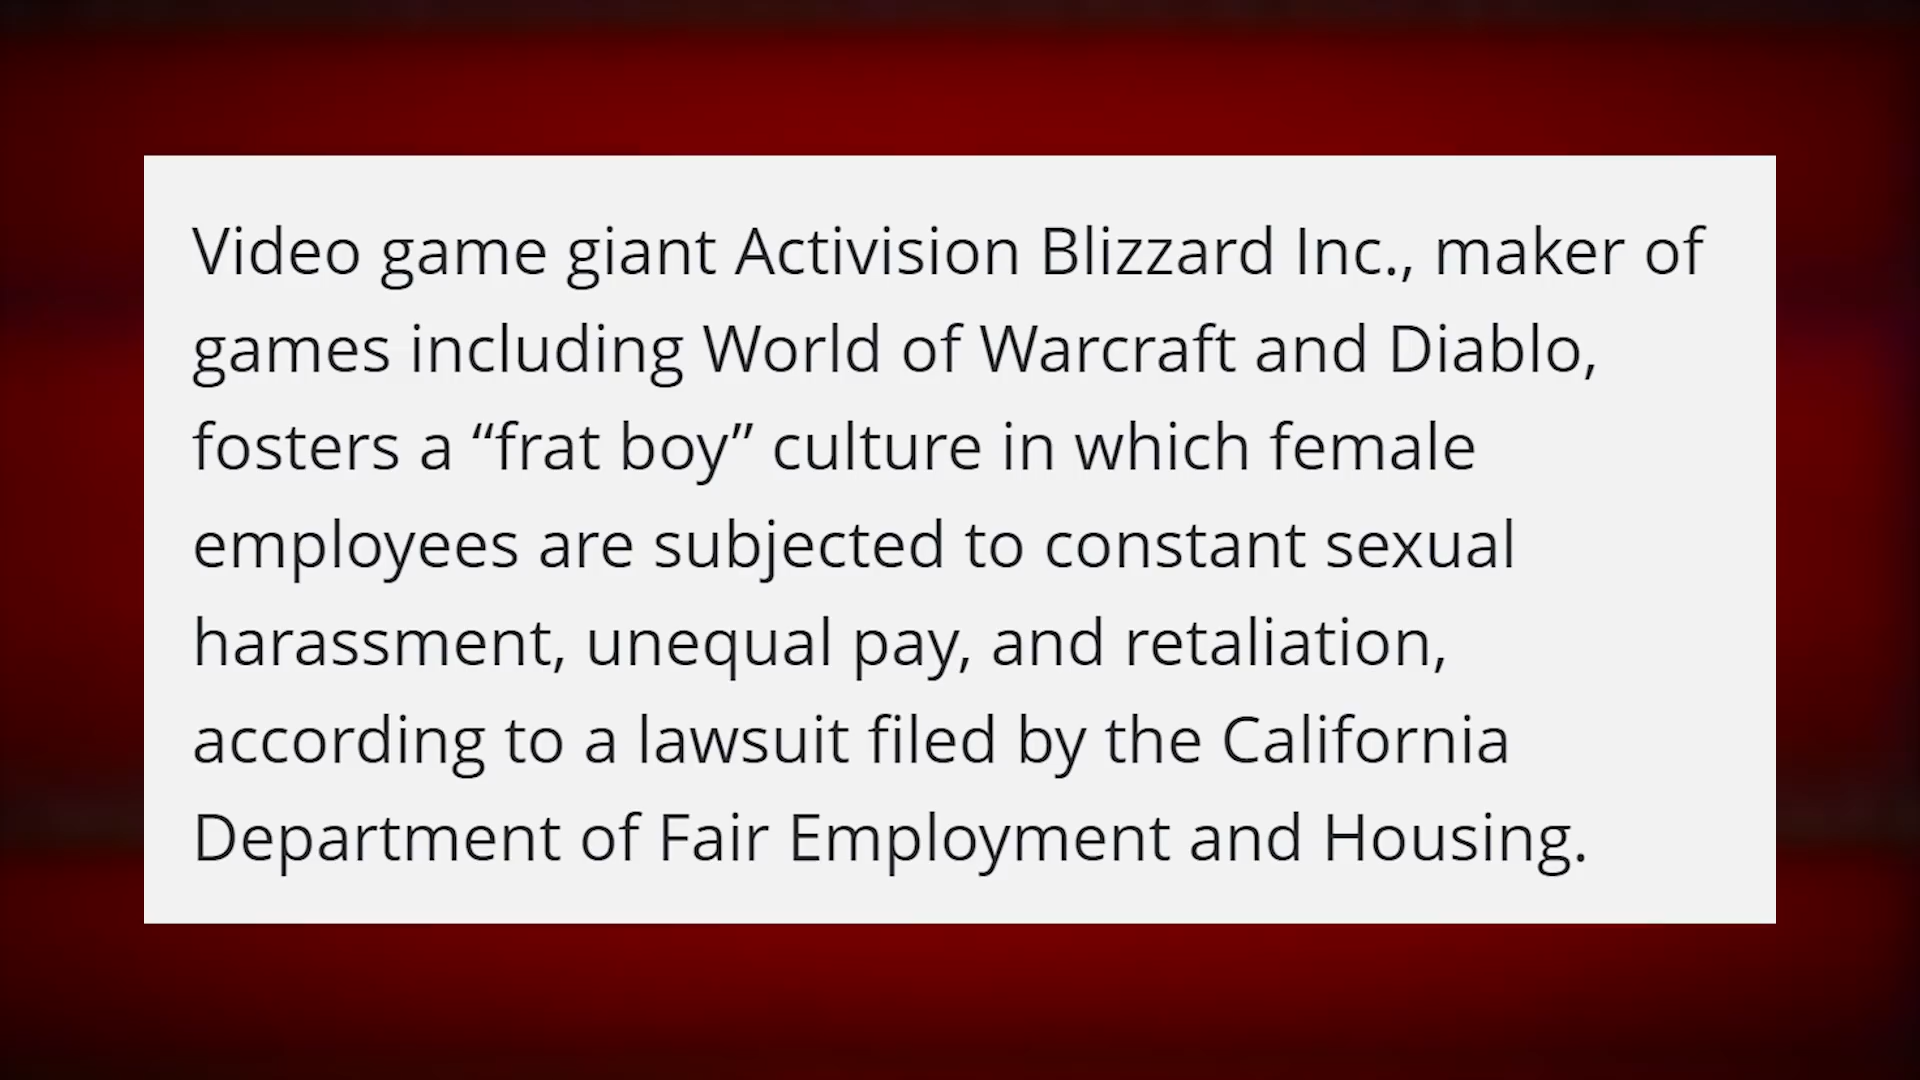 Video game giant Activision Blizzard Inc., maker of
games including World of Warcraft and Diablo,
fosters a “frat boy” culture in which female
employees are subjected to constant sexual
harassment, unequal pay, and retaliation,
according to a lawsuit filed by the California
Department of Fair Employment and Housing.